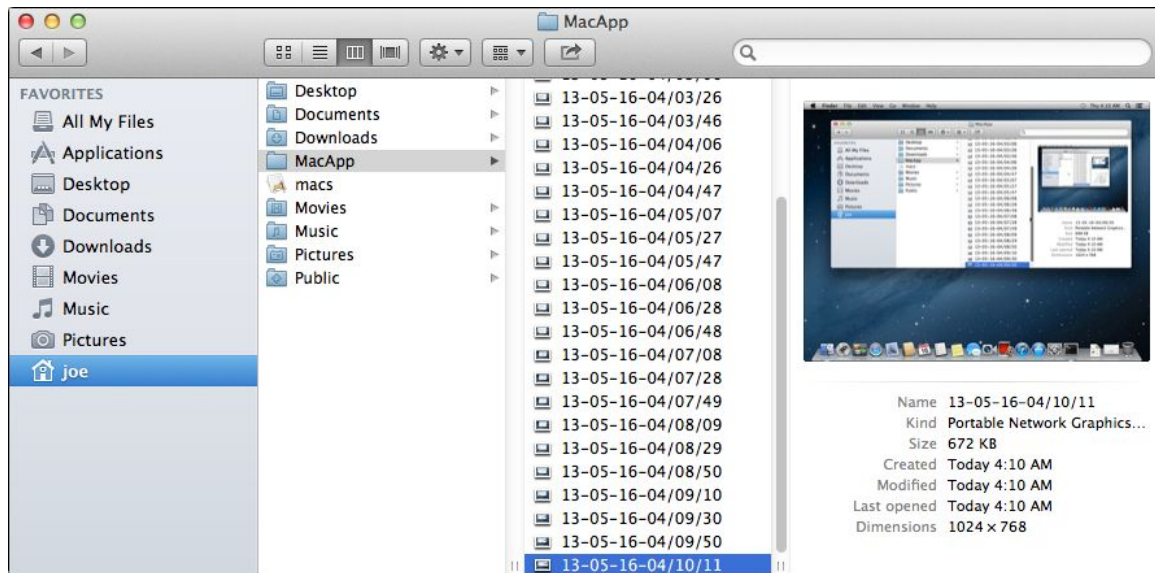 MacApp
FAVORITES
All My Files
Applications
Desktop
Documents
Downloads
Movies
Music
Pictures
joe
Desktop
Documents
Downloads
MacApp
macs
Movies
Music
Pictures
Public
13-05-16-04/03/26
13-05-16-04/03/46
13-05-16-04/04/06
13-05-16-04/04/26
13-05-16-04/04/47
13-05-16-04/05/07
13-05-16-04/05/27
13-05-16-04/05/47
13-05-16-04/06/08
13-05-16-04/06/28
13-05-16-04/06/48
13-05-16-04/07/08
13-05-16-04/07/28
13-05-16-04/07/49
13-05-16-04/08/09
13-05-16-04/08/29
13-05-16-04/08/50
13-05-16-04/09/10
13-05-16-04/09/30
13-05-16-04/09/50
13-05-16-04/10/11
Name 13-05-16-04/10/11
Kind Portable Network Graphics...
Size 672 KB
Created Today 4:10 AM
Modified Today 4:10 AM
Last opened Today 4:10 AM
Dimensions 1024 × 768